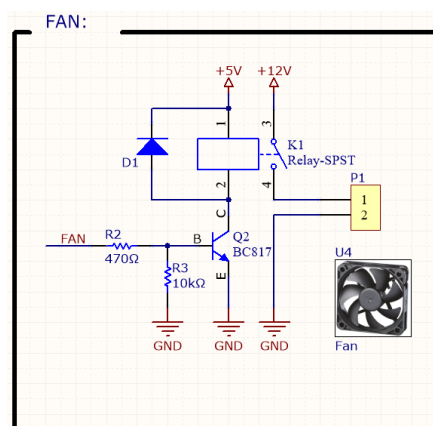 FAN:
+5V +12V
1 3
D1
K1
Relay-SPST
2 4
P1
1
2
C
FAN
R2
470Ω
B
Q2
BC817
R3
10kΩ
E
U4
Fan
GND GND GND